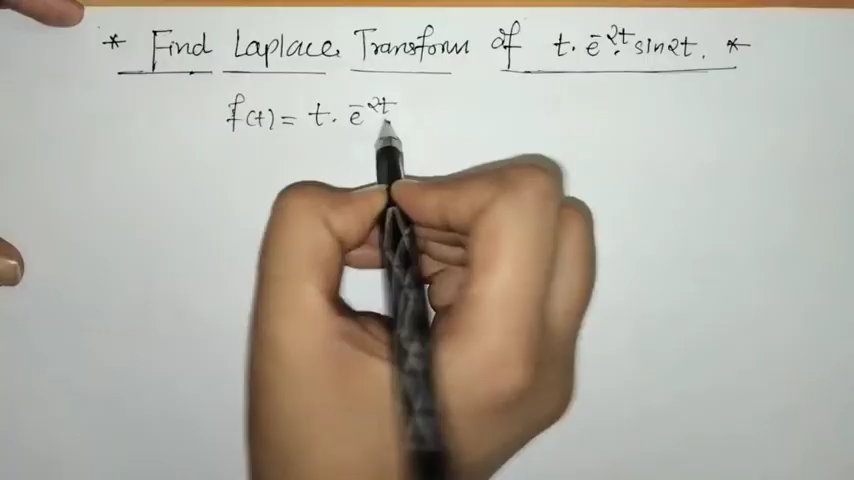 * Find Laplace Transform of t. e^-2t. sin2t. *
f(t) = t. e^-2t.